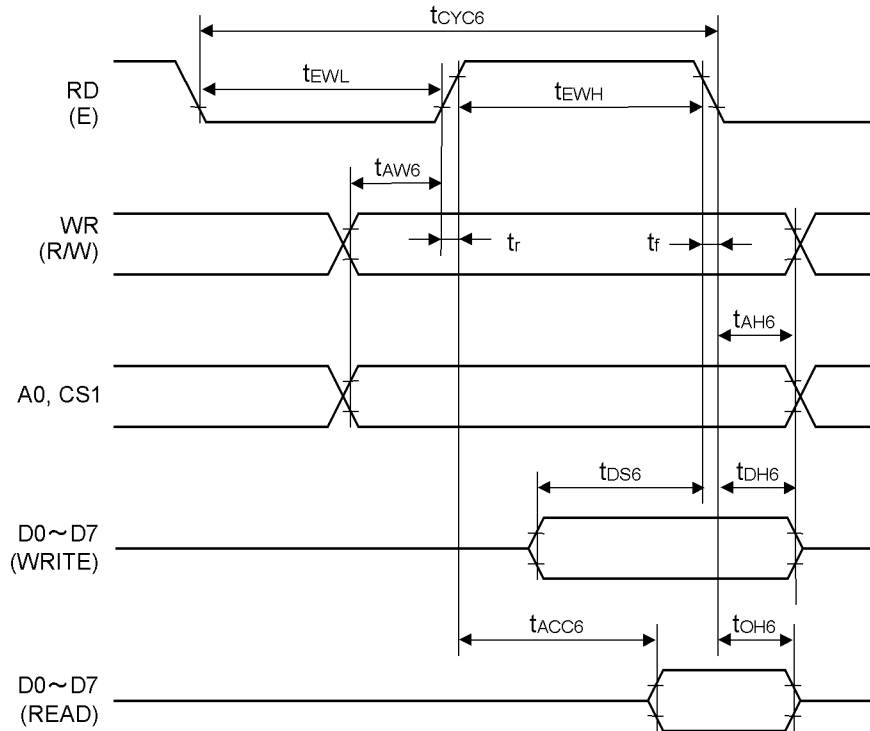 tCYC6
tEWL
tEWH
RD
(E)
tAW6
WR
(R/W)
tr
tf
tAH6
A0, CS1
tDS6
tDH6
D0～D7
(WRITE)
tACC6
tOH6
D0～D7
(READ)